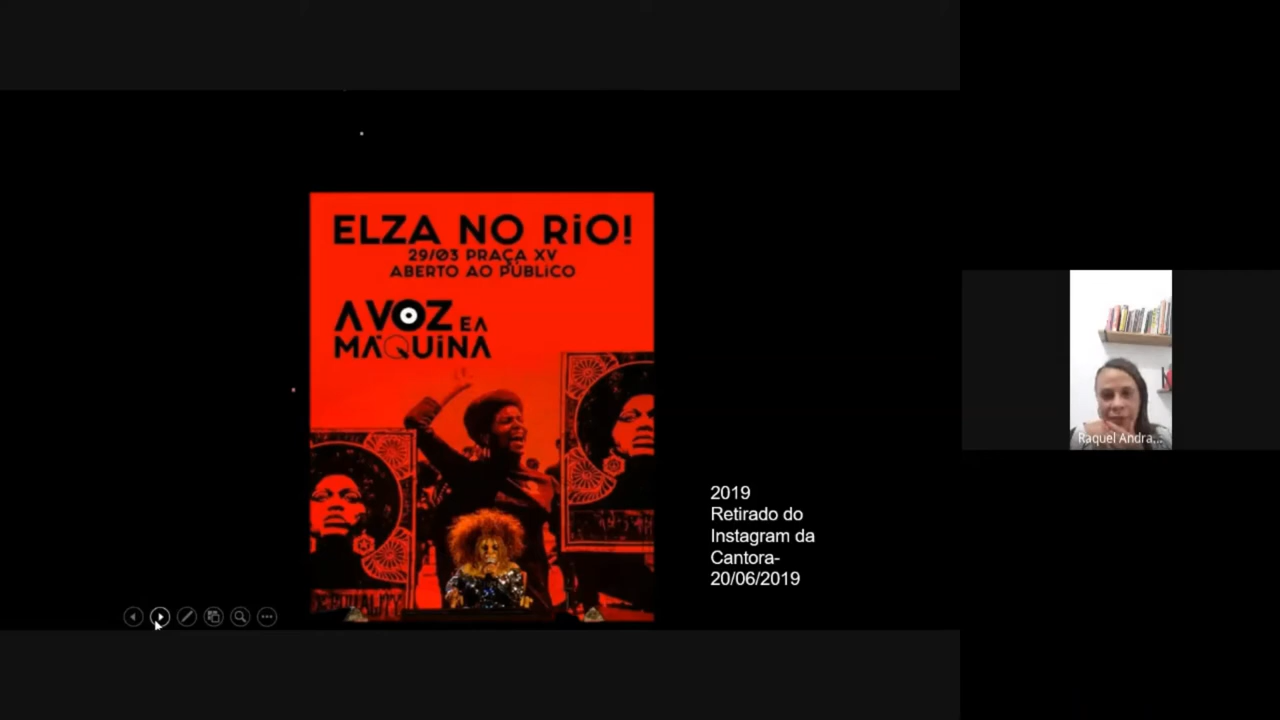 ELZA NO RiO!
29/03 PRAÇA XV
ABERTO AO PÚBLiCO
A VOZ E A
MÁQUiNA
EQUALITY
2019
Retirado do
Instagram da
Cantora-
20/06/2019
Raquel Andra...